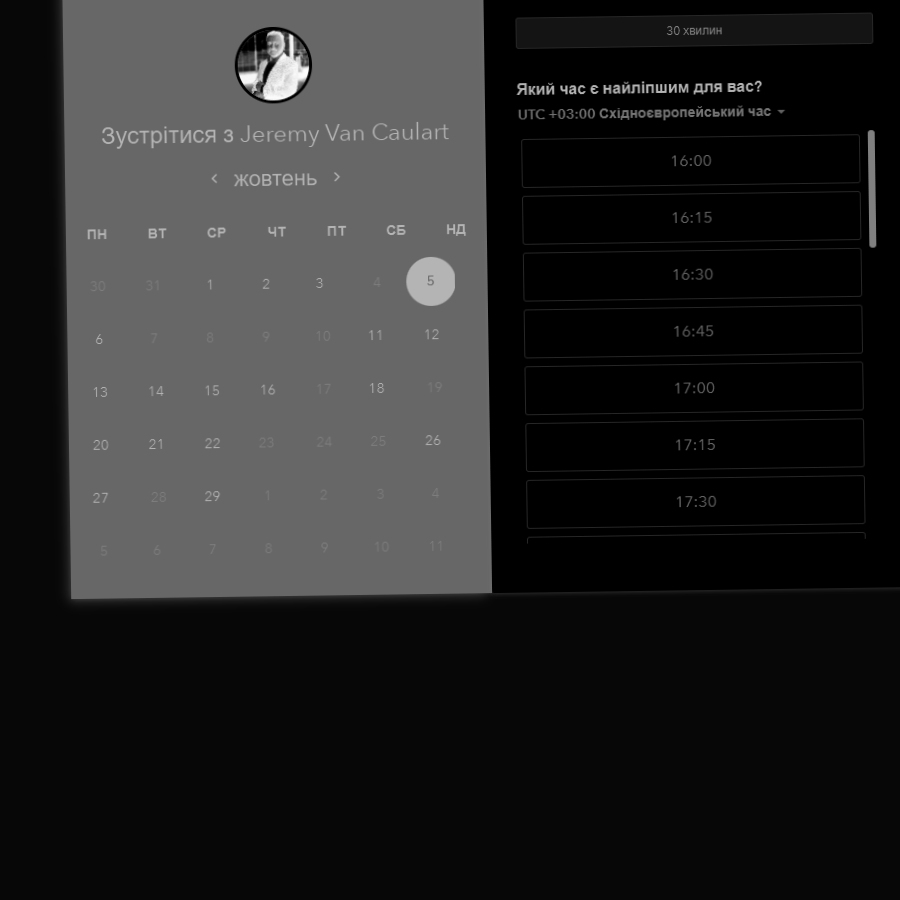 Зустрітися з Jeremy Van Caulart
‹ жовтень ›
ПН ВТ СР ЧТ ПТ СБ НД
30 31 1 2 3 4 5
6 7 8 9 10 11 12
13 14 15 16 17 18 19
20 21 22 23 24 25 26
27 28 29 1 2 3 4
5 6 7 8 9 10 11
30 хвилин
Який час є найліпшим для вас?
UTC +03:00 Східноєвропейський час
16:00
16:15
16:30
16:45
17:00
17:15
17:30